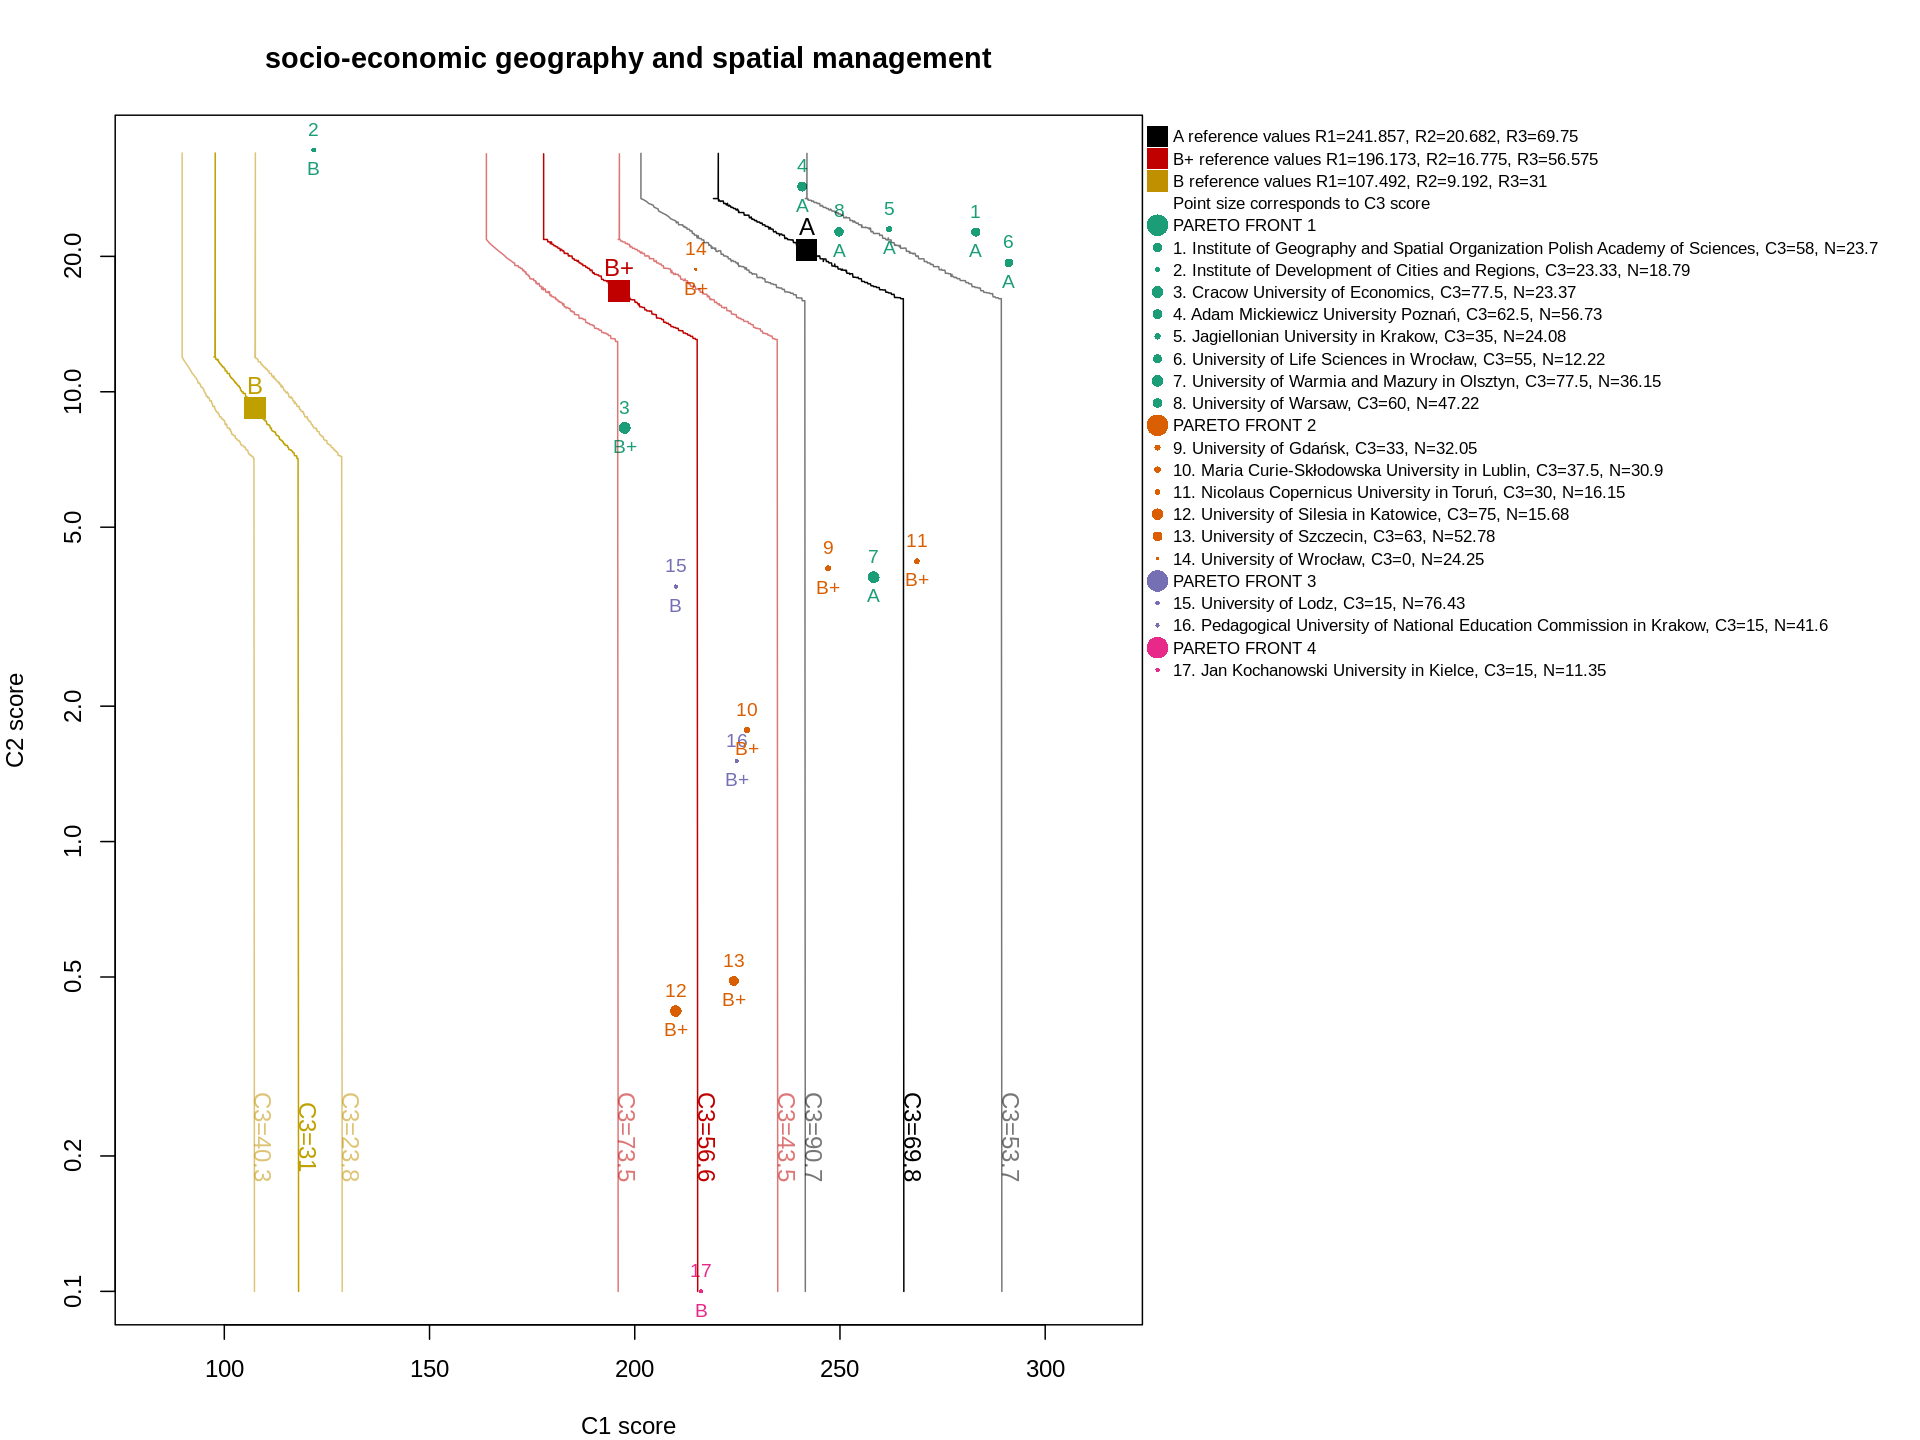 socio-economic geography and spatial management
A reference values R1=241.857, R2=20.682, R3=69.75
B+ reference values R1=196.173, R2=16.775, R3=56.575
B reference values R1=107.492, R2=9.192, R3=31
Point size corresponds to C3 score
PARETO FRONT 1
1. Institute of Geography and Spatial Organization Polish Academy of Sciences, C3=58, N=23.7
2. Institute of Development of Cities and Regions, C3=23.33, N=18.79
3. Cracow University of Economics, C3=77.5, N=23.37
4. Adam Mickiewicz University Poznań, C3=62.5, N=56.73
5. Jagiellonian University in Krakow, C3=35, N=24.08
6. University of Life Sciences in Wrocław, C3=55, N=12.22
7. University of Warmia and Mazury in Olsztyn, C3=77.5, N=36.15
8. University of Warsaw, C3=60, N=47.22
PARETO FRONT 2
9. University of Gdańsk, C3=33, N=32.05
10. Maria Curie-Skłodowska University in Lublin, C3=37.5, N=30.9
11. Nicolaus Copernicus University in Toruń, C3=30, N=16.15
12. University of Silesia in Katowice, C3=75, N=15.68
13. University of Szczecin, C3=63, N=52.78
14. University of Wrocław, C3=0, N=24.25
PARETO FRONT 3
15. University of Lodz, C3=15, N=76.43
16. Pedagogical University of National Education Commission in Krakow, C3=15, N=41.6
PARETO FRONT 4
17. Jan Kochanowski University in Kielce, C3=15, N=11.35
2
B
4
A
8
A
5
A
1
A
6
A
A
14
B+
B+
B
3
B+
15
B
9
B+
7
A
11
B+
10
B+
16
B+
13
B+
12
B+
17
B
C3=40.3
C3=31
C3=23.8
C3=73.5
C3=56.6
C3=43.5
C3=90.7
C3=69.8
C3=53.7
20.0
10.0
5.0
2.0
1.0
0.5
0.2
0.1
C2 score
100
150
200
250
300
C1 score